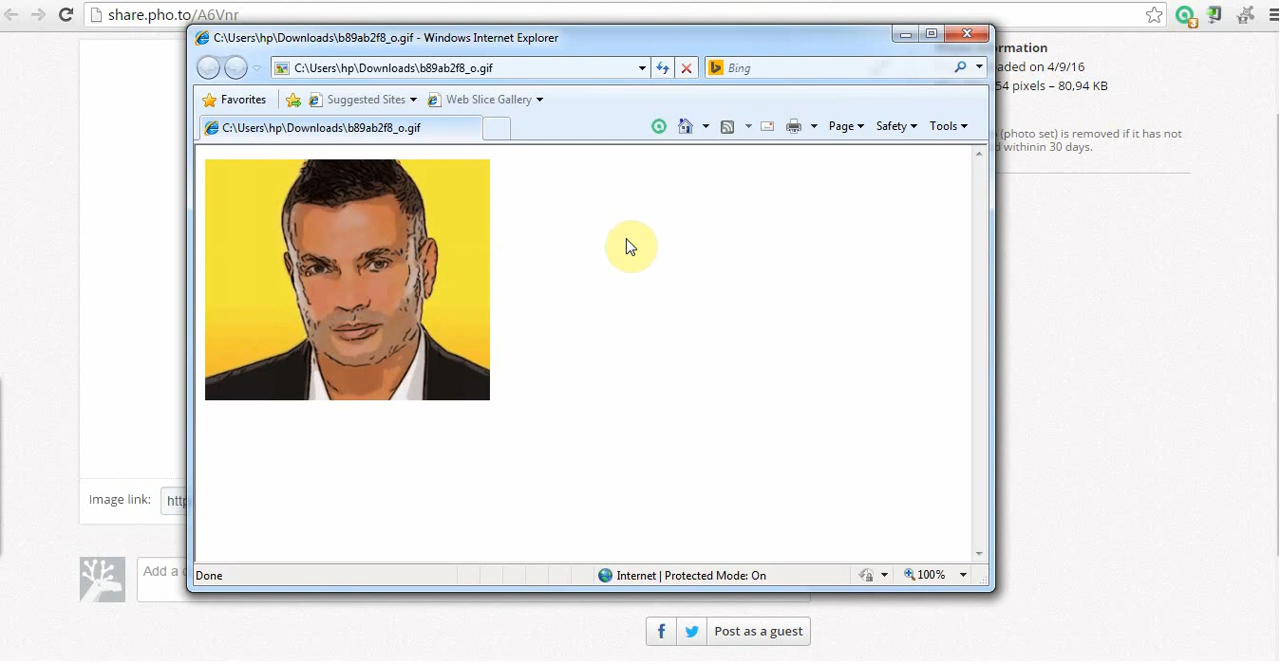 share.pho.to/A6Vnr
C:\Users\hp\Downloads\b89ab2f8_o.gif - Windows Internet Explorer
C:\Users\hp\Downloads\b89ab2f8_o.gif
Bing
Favorites
Suggested Sites
Web Slice Gallery
C:\Users\hp\Downloads\b89ab2f8_o.gif
Page
Safety
Tools
ormation
aded on 4/9/16
54 pixels – 80,94 KB
(photo set) is removed if it has not
d withinin 30 days.
Image link:
http
Add a c
Done
Internet | Protected Mode: On
100%
Post as a guest